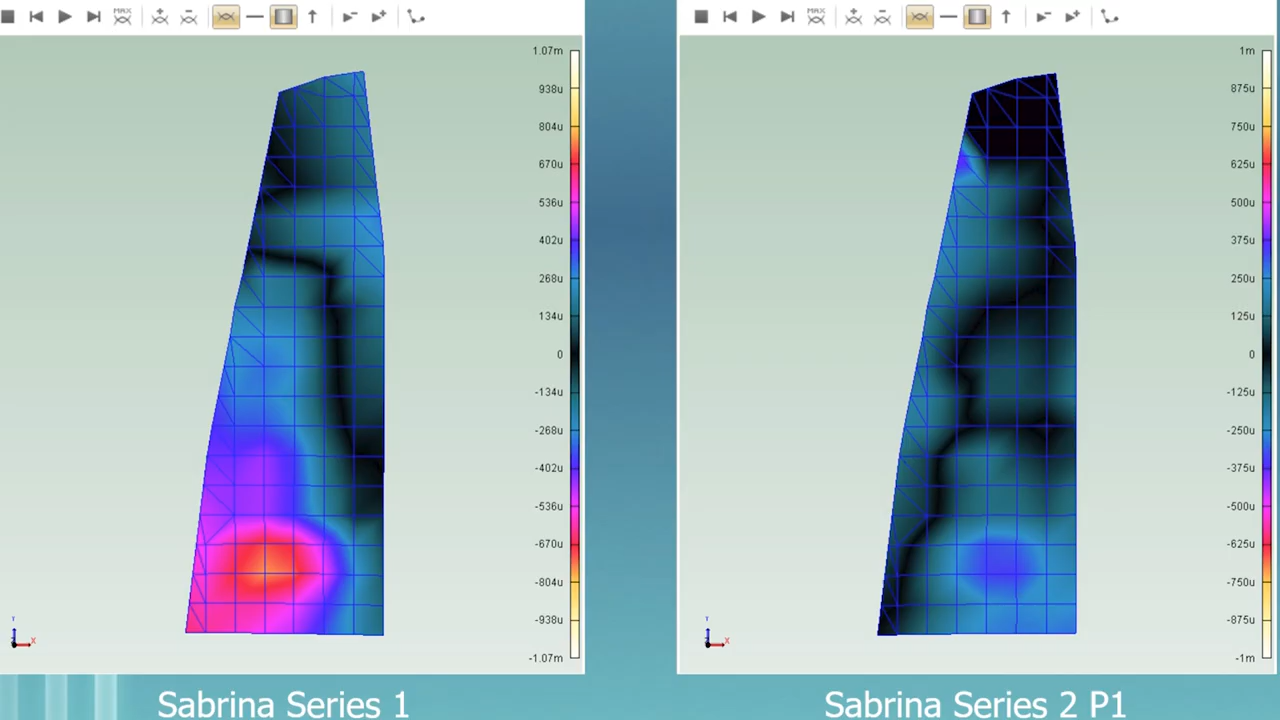 MAX
1.07m
938u
804u
670u
536u
402u
268u
134u
0
-134u
-268u
-402u
-536u
-670u
-804u
-938u
-1.07m
Y
X
Sabrina Series 1
MAX
1m
875u
750u
625u
500u
375u
250u
125u
0
-125u
-250u
-375u
-500u
-625u
-750u
-875u
-1m
Y
X
Sabrina Series 2 P1